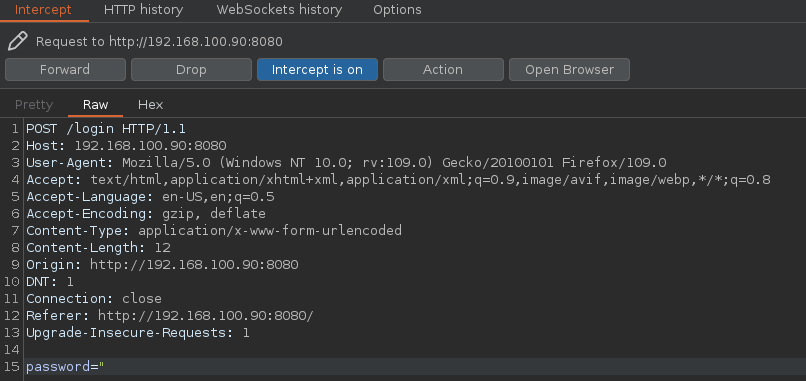 Intercept HTTP history WebSockets history Options
Request to http://192.168.100.90:8080
Forward Drop Intercept is on Action Open Browser
Pretty Raw Hex
1 POST /login HTTP/1.1
2 Host: 192.168.100.90:8080
3 User-Agent: Mozilla/5.0 (Windows NT 10.0; rv:109.0) Gecko/20100101 Firefox/109.0
4 Accept: text/html,application/xhtml+xml,application/xml;q=0.9,image/avif,image/webp,*/*;q=0.8
5 Accept-Language: en-US,en;q=0.5
6 Accept-Encoding: gzip, deflate
7 Content-Type: application/x-www-form-urlencoded
8 Content-Length: 12
9 Origin: http://192.168.100.90:8080
10 DNT: 1
11 Connection: close
12 Referer: http://192.168.100.90:8080/
13 Upgrade-Insecure-Requests: 1
14
15 password="